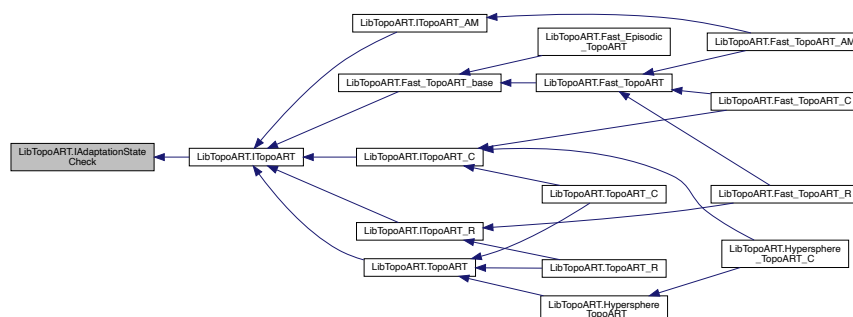 LibTopoART.IAdaptationState
Check
LibTopoART.ITopoART
LibTopoART.ITopoART_AM
LibTopoART.Fast_TopoART_base
LibTopoART.ITopoART_C
LibTopoART.ITopoART_R
LibTopoART.TopoART
LibTopoART.Fast_Episodic
_TopoART
LibTopoART.Fast_TopoART
LibTopoART.TopoART_C
LibTopoART.TopoART_R
LibTopoART.Hypersphere
_TopoART
LibTopoART.Fast_TopoART_AM
LibTopoART.Fast_TopoART_C
LibTopoART.Fast_TopoART_R
LibTopoART.Hypersphere
_TopoART_C